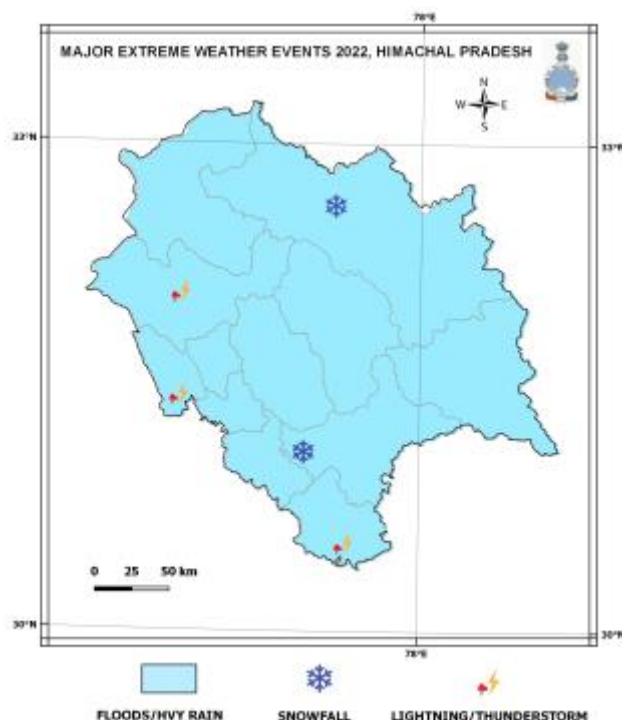 78°E
MAJOR EXTREME WEATHER EVENTS 2022, HIMACHAL PRADESH
N
W E
S
33°N
33°N
0 25 50 km
30°N
30°N
78°E
FLOODS/HVY RAIN SNOWFALL LIGHTNING/THUNDERSTORM